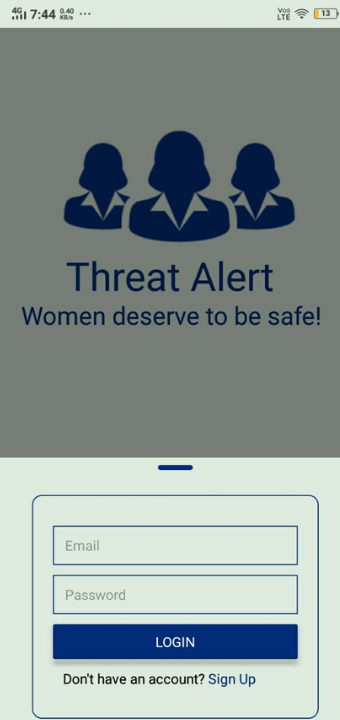 4G 7:44 0.40 KB/s ...
Vos LTE 13
Threat Alert
Women deserve to be safe!
Email
Password
LOGIN
Don't have an account? Sign Up